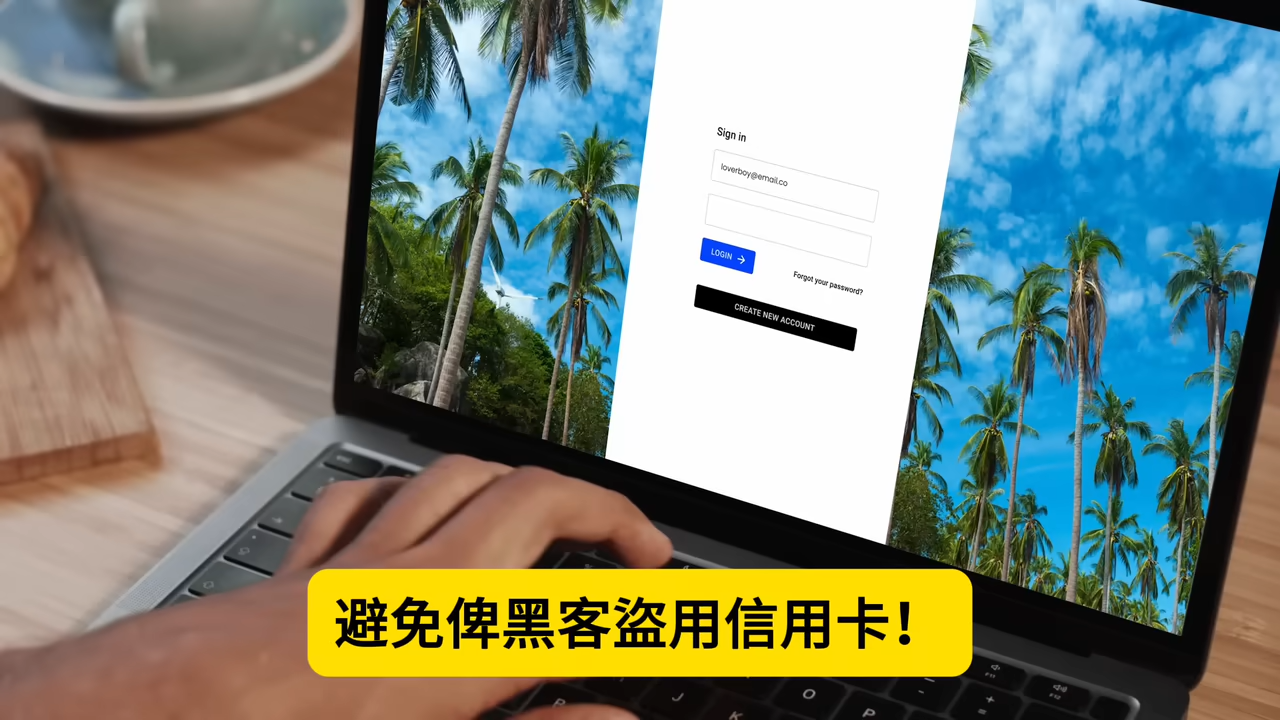 Sign in
loverboy@email.co
LOGIN →
Forgot your password?
CREATE NEW ACCOUNT
避免俾黑客盜用信用卡！
J
K
O
P
F11